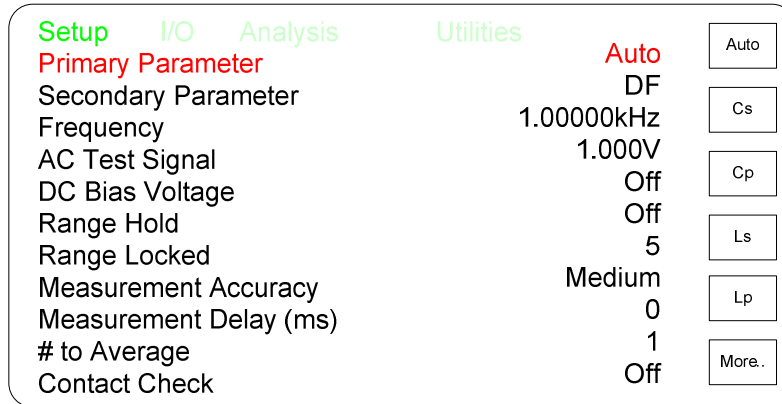 Setup I/O Analysis Utilities
Primary Parameter Auto
Secondary Parameter DF
Frequency 1.00000kHz
AC Test Signal 1.000V
DC Bias Voltage Off
Range Hold Off
Range Locked 5
Measurement Accuracy Medium
Measurement Delay (ms) 0
# to Average 1
Contact Check Off
Auto
Cs
Cp
Ls
Lp
More..